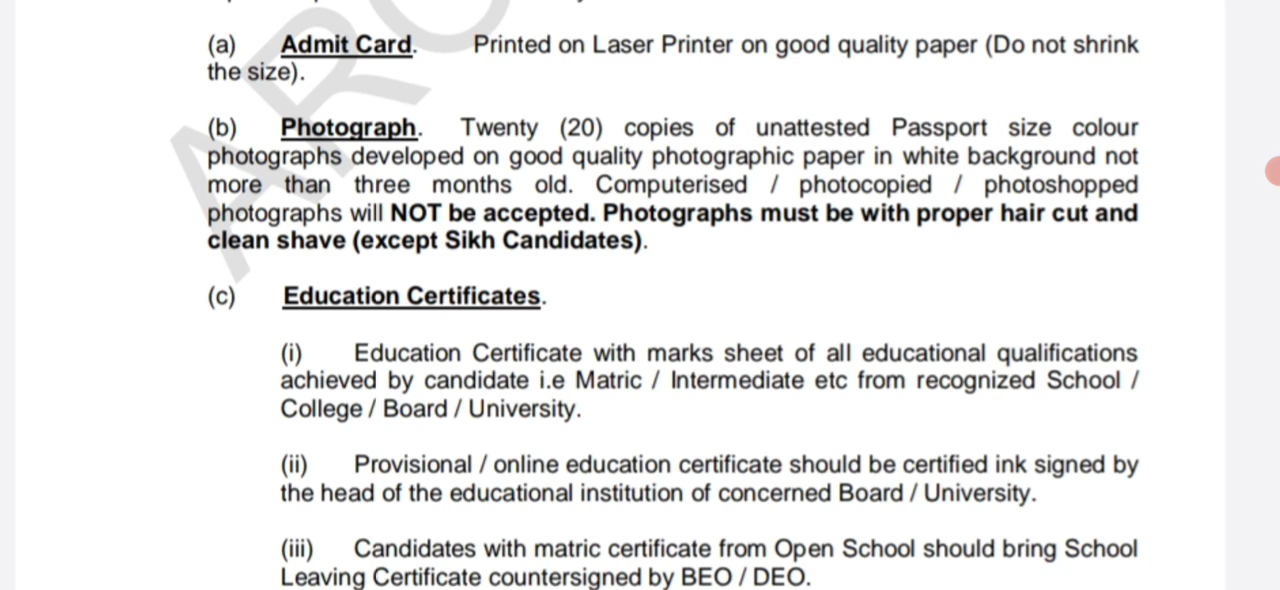 (a) Admit Card. Printed on Laser Printer on good quality paper (Do not shrink
the size).
(b) Photograph. Twenty (20) copies of unattested Passport size colour
photographs developed on good quality photographic paper in white background not
more than three months old. Computerised / photocopied / photoshopped
photographs will NOT be accepted. Photographs must be with proper hair cut and
clean shave (except Sikh Candidates).
(c) Education Certificates.
(i) Education Certificate with marks sheet of all educational qualifications
achieved by candidate i.e Matric / Intermediate etc from recognized School /
College / Board / University.
(ii) Provisional / online education certificate should be certified ink signed by
the head of the educational institution of concerned Board / University.
(iii) Candidates with matric certificate from Open School should bring School
Leaving Certificate countersigned by BEO / DEO.